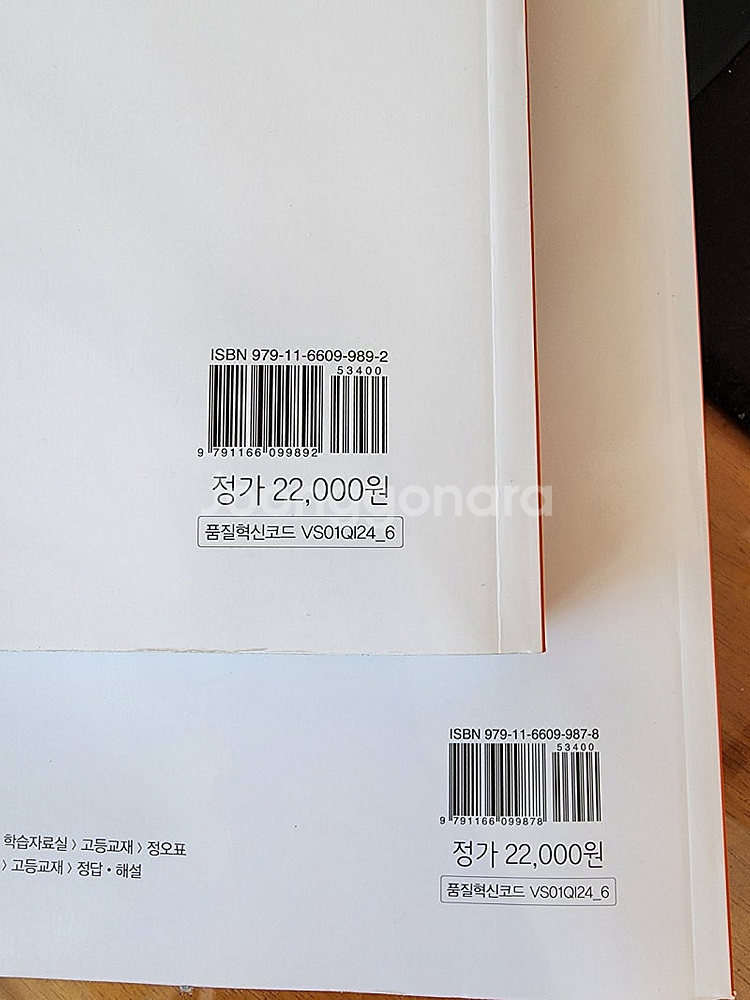 ISBN 979-11-6609-989-2
53400
9 791166 099892
정가 22,000원
joonggonara
품질혁신코드 VS01QI24_6
ISBN 979-11-6609-987-8
53400
9 791166 099878
정가 22,000원
품질혁신코드 VS01QI24_6
학습자료실 > 고등교재 > 정오표
> 고등교재 > 정답 • 해설